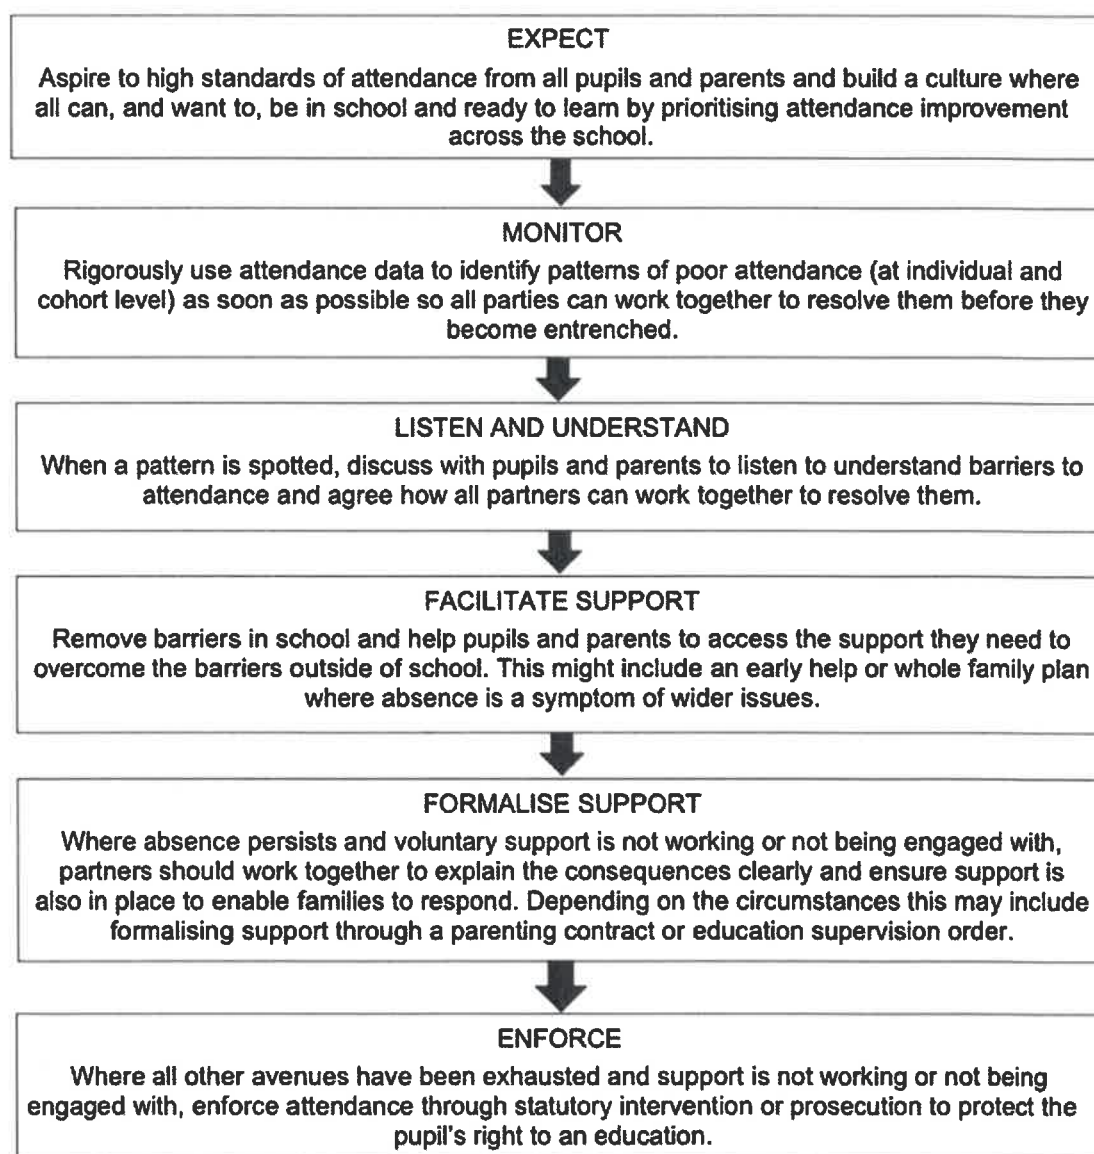 EXPECT
Aspire to high standards of attendance from all pupils and parents and build a culture where
all can, and want to, be in school and ready to learn by prioritising attendance improvement
across the school.
MONITOR
Rigorously use attendance data to identify patterns of poor attendance (at individual and
cohort level) as soon as possible so all parties can work together to resolve them before they
become entrenched.
LISTEN AND UNDERSTAND
When a pattern is spotted, discuss with pupils and parents to listen to understand barriers to
attendance and agree how all partners can work together to resolve them.
FACILITATE SUPPORT
Remove barriers in school and help pupils and parents to access the support they need to
overcome the barriers outside of school. This might include an early help or whole family plan
where absence is a symptom of wider issues.
FORMALISE SUPPORT
Where absence persists and voluntary support is not working or not being engaged with,
partners should work together to explain the consequences clearly and ensure support is
also in place to enable families to respond. Depending on the circumstances this may include
formalising support through a parenting contract or education supervision order.
ENFORCE
Where all other avenues have been exhausted and support is not working or not being
engaged with, enforce attendance through statutory intervention or prosecution to protect the
pupil's right to an education.